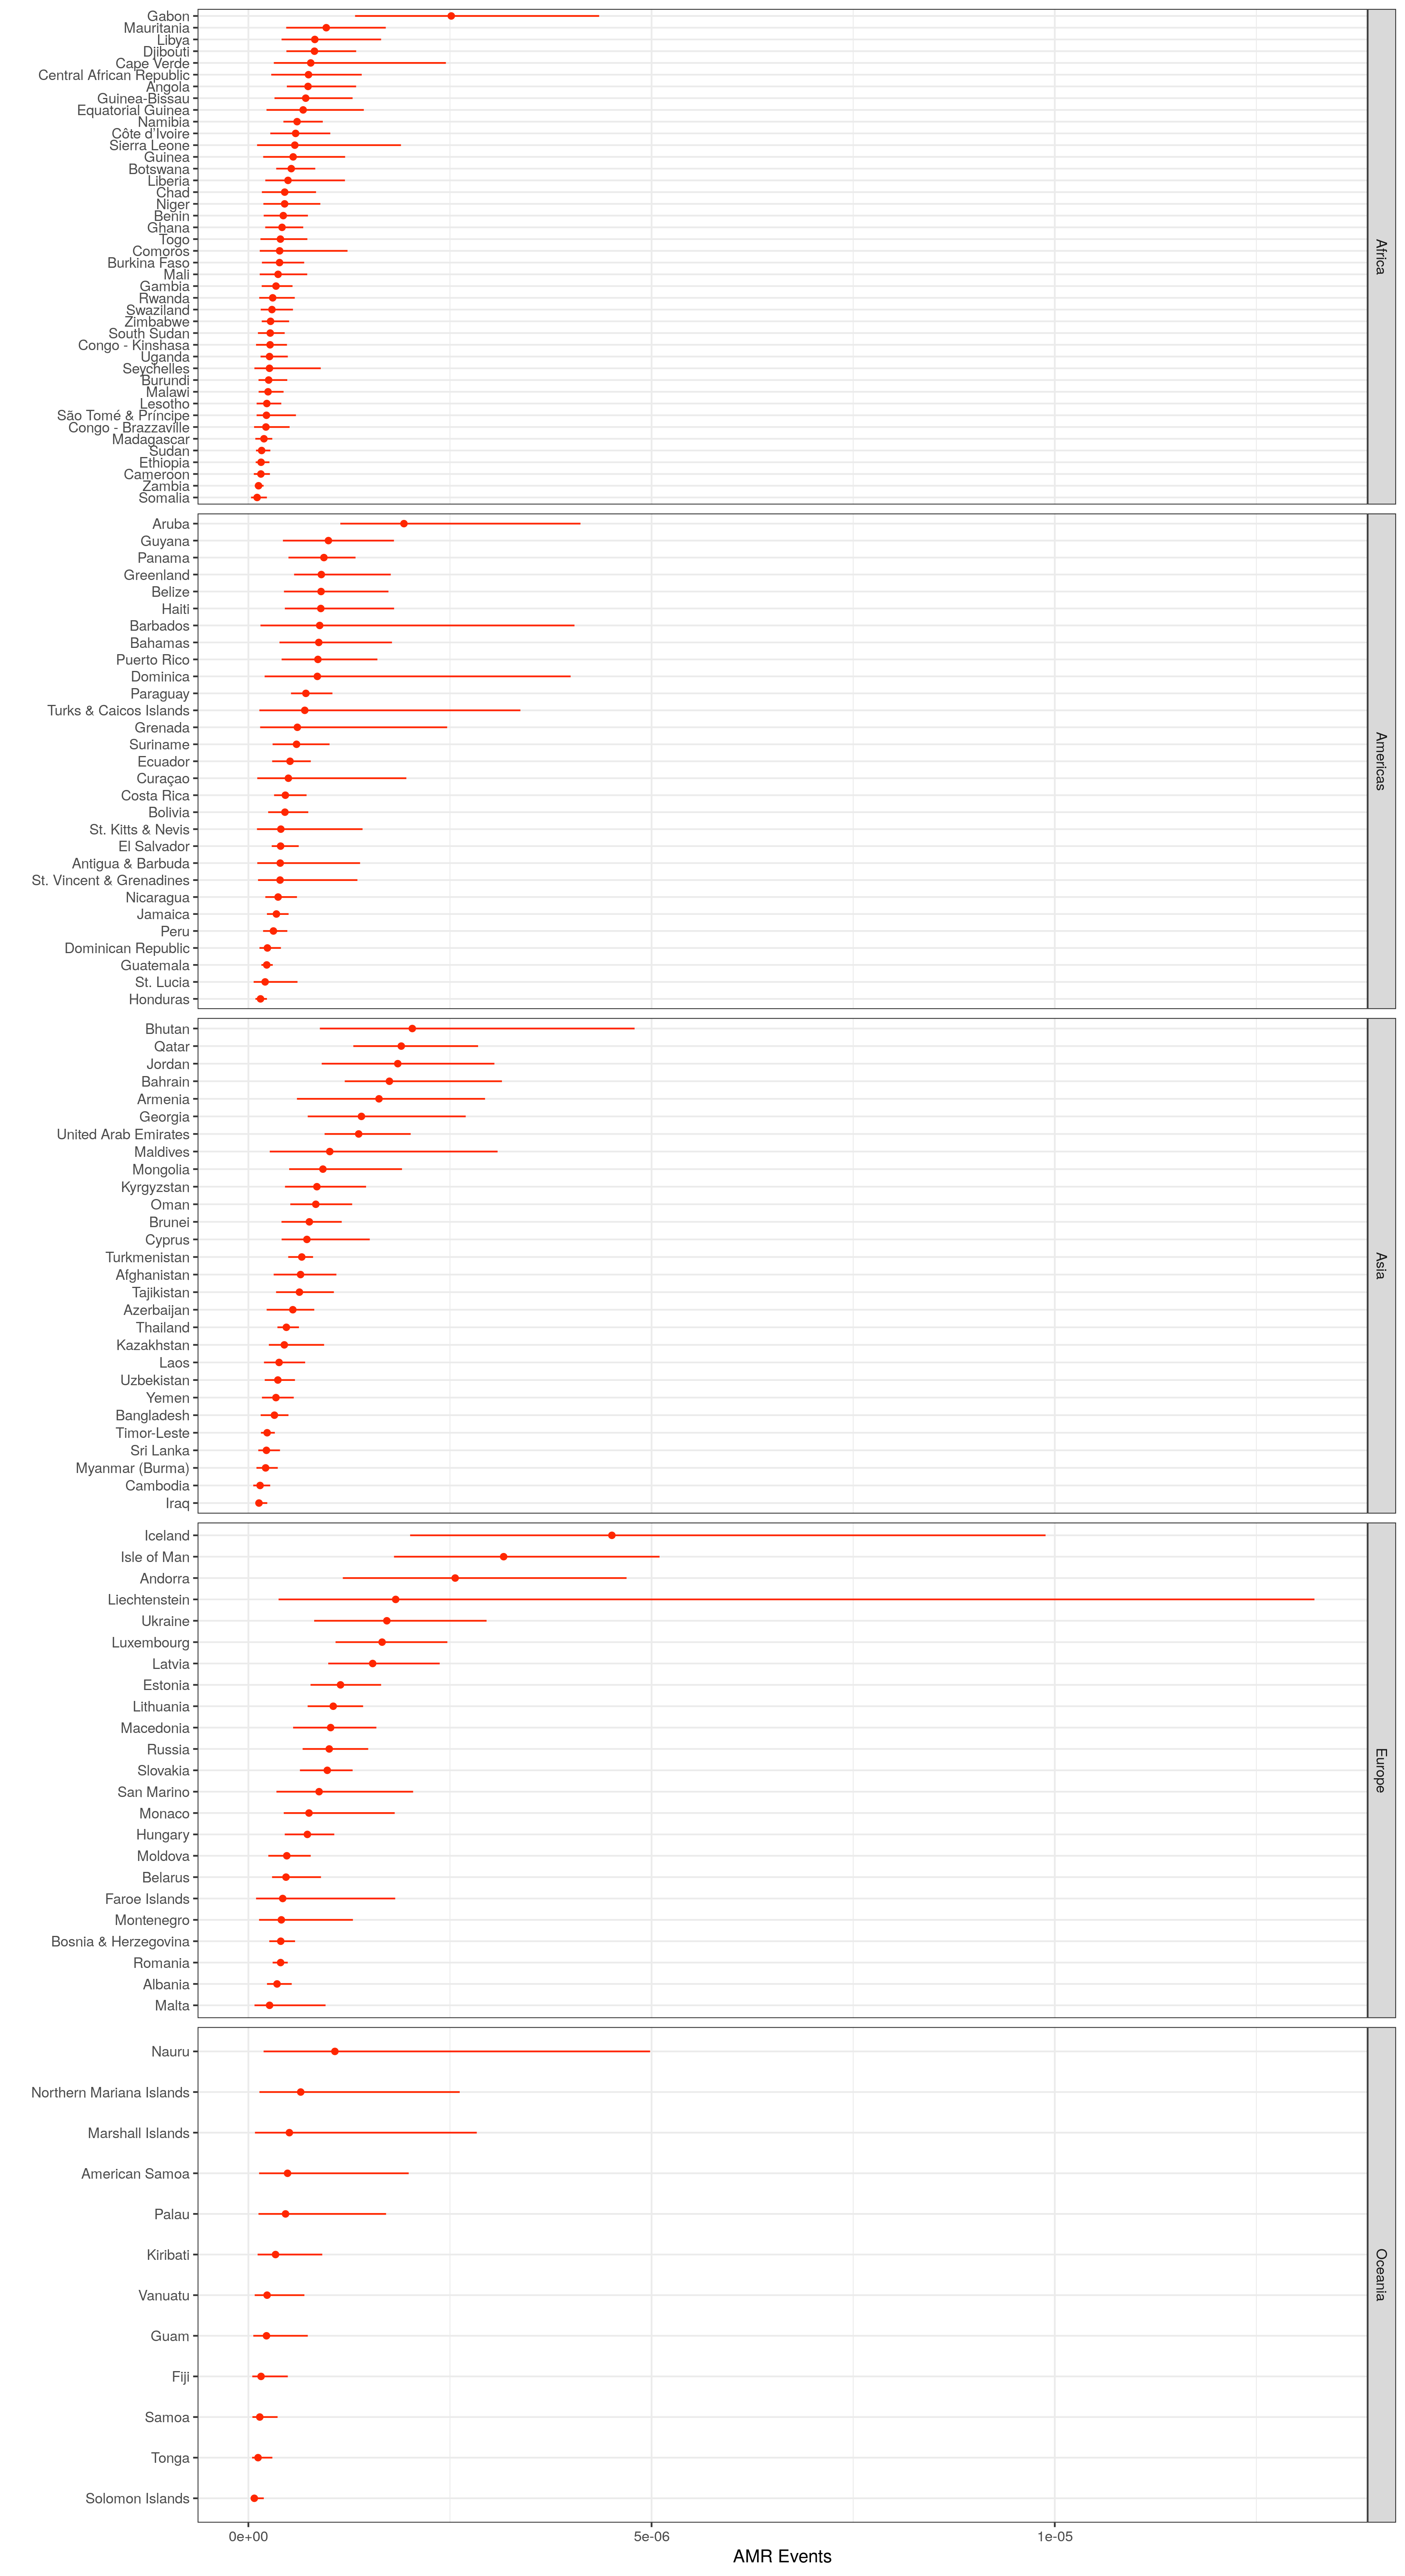 Gabon
Mauritania
Libya
Djibouti
Cape Verde
Central African Republic
Angola
Guinea-Bissau
Equatorial Guinea
Namibia
Côte d'Ivoire
Sierra Leone
Guinea
Botswana
Liberia
Chad
Niger
Benin
Ghana
Togo
Comoros
Burkina Faso
Mali
Gambia
Rwanda
Swaziland
Zimbabwe
South Sudan
Congo - Kinshasa
Uganda
Seychelles
Burundi
Malawi
Lesotho
São Tomé & Príncipe
Congo - Brazzaville
Madagascar
Sudan
Ethiopia
Cameroon
Zambia
Somalia
Africa
Aruba
Guyana
Panama
Greenland
Belize
Haiti
Barbados
Bahamas
Puerto Rico
Dominica
Paraguay
Turks & Caicos Islands
Grenada
Suriname
Ecuador
Curaçao
Costa Rica
Bolivia
St. Kitts & Nevis
El Salvador
Antigua & Barbuda
St. Vincent & Grenadines
Nicaragua
Jamaica
Peru
Dominican Republic
Guatemala
St. Lucia
Honduras
Americas
Bhutan
Qatar
Jordan
Bahrain
Armenia
Georgia
United Arab Emirates
Maldives
Mongolia
Kyrgyzstan
Oman
Brunei
Cyprus
Turkmenistan
Afghanistan
Tajikistan
Azerbaijan
Thailand
Kazakhstan
Laos
Uzbekistan
Yemen
Bangladesh
Timor-Leste
Sri Lanka
Myanmar (Burma)
Cambodia
Iraq
Asia
Iceland
Isle of Man
Andorra
Liechtenstein
Ukraine
Luxembourg
Latvia
Estonia
Lithuania
Macedonia
Russia
Slovakia
San Marino
Monaco
Hungary
Moldova
Belarus
Faroe Islands
Montenegro
Bosnia & Herzegovina
Romania
Albania
Malta
Europe
Nauru
Northern Mariana Islands
Marshall Islands
American Samoa
Palau
Kiribati
Vanuatu
Guam
Fiji
Samoa
Tonga
Solomon Islands
Oceania
0e+00 5e-06 1e-05
AMR Events